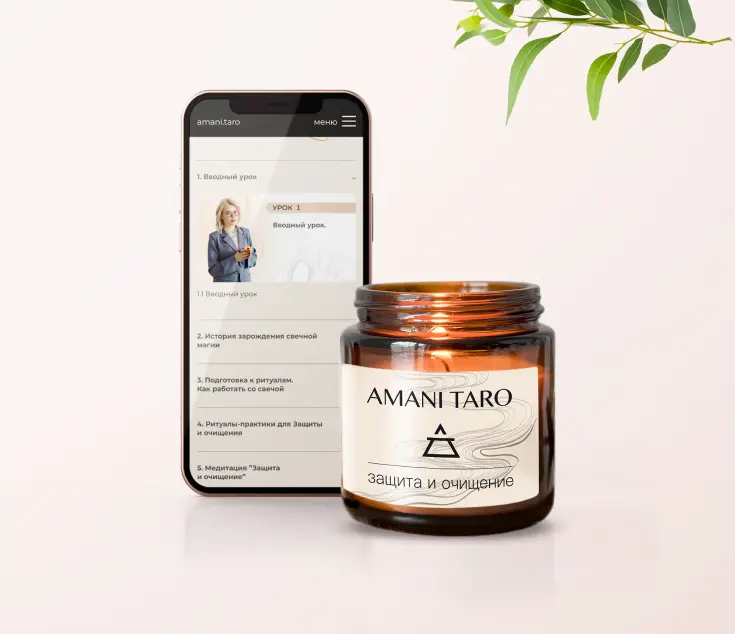 amani.taro
меню
1. Вводный урок
УРОК 1
Вводный урок.
1.1 Вводный урок
2. История зарождения свечной
магии
3. Подготовка к ритуалам.
Как работать со свечой
4. Ритуалы-практики для Защиты
и очищения
5. Медитация "Защита
и очищение"
AMANI TARO
защита и очищение